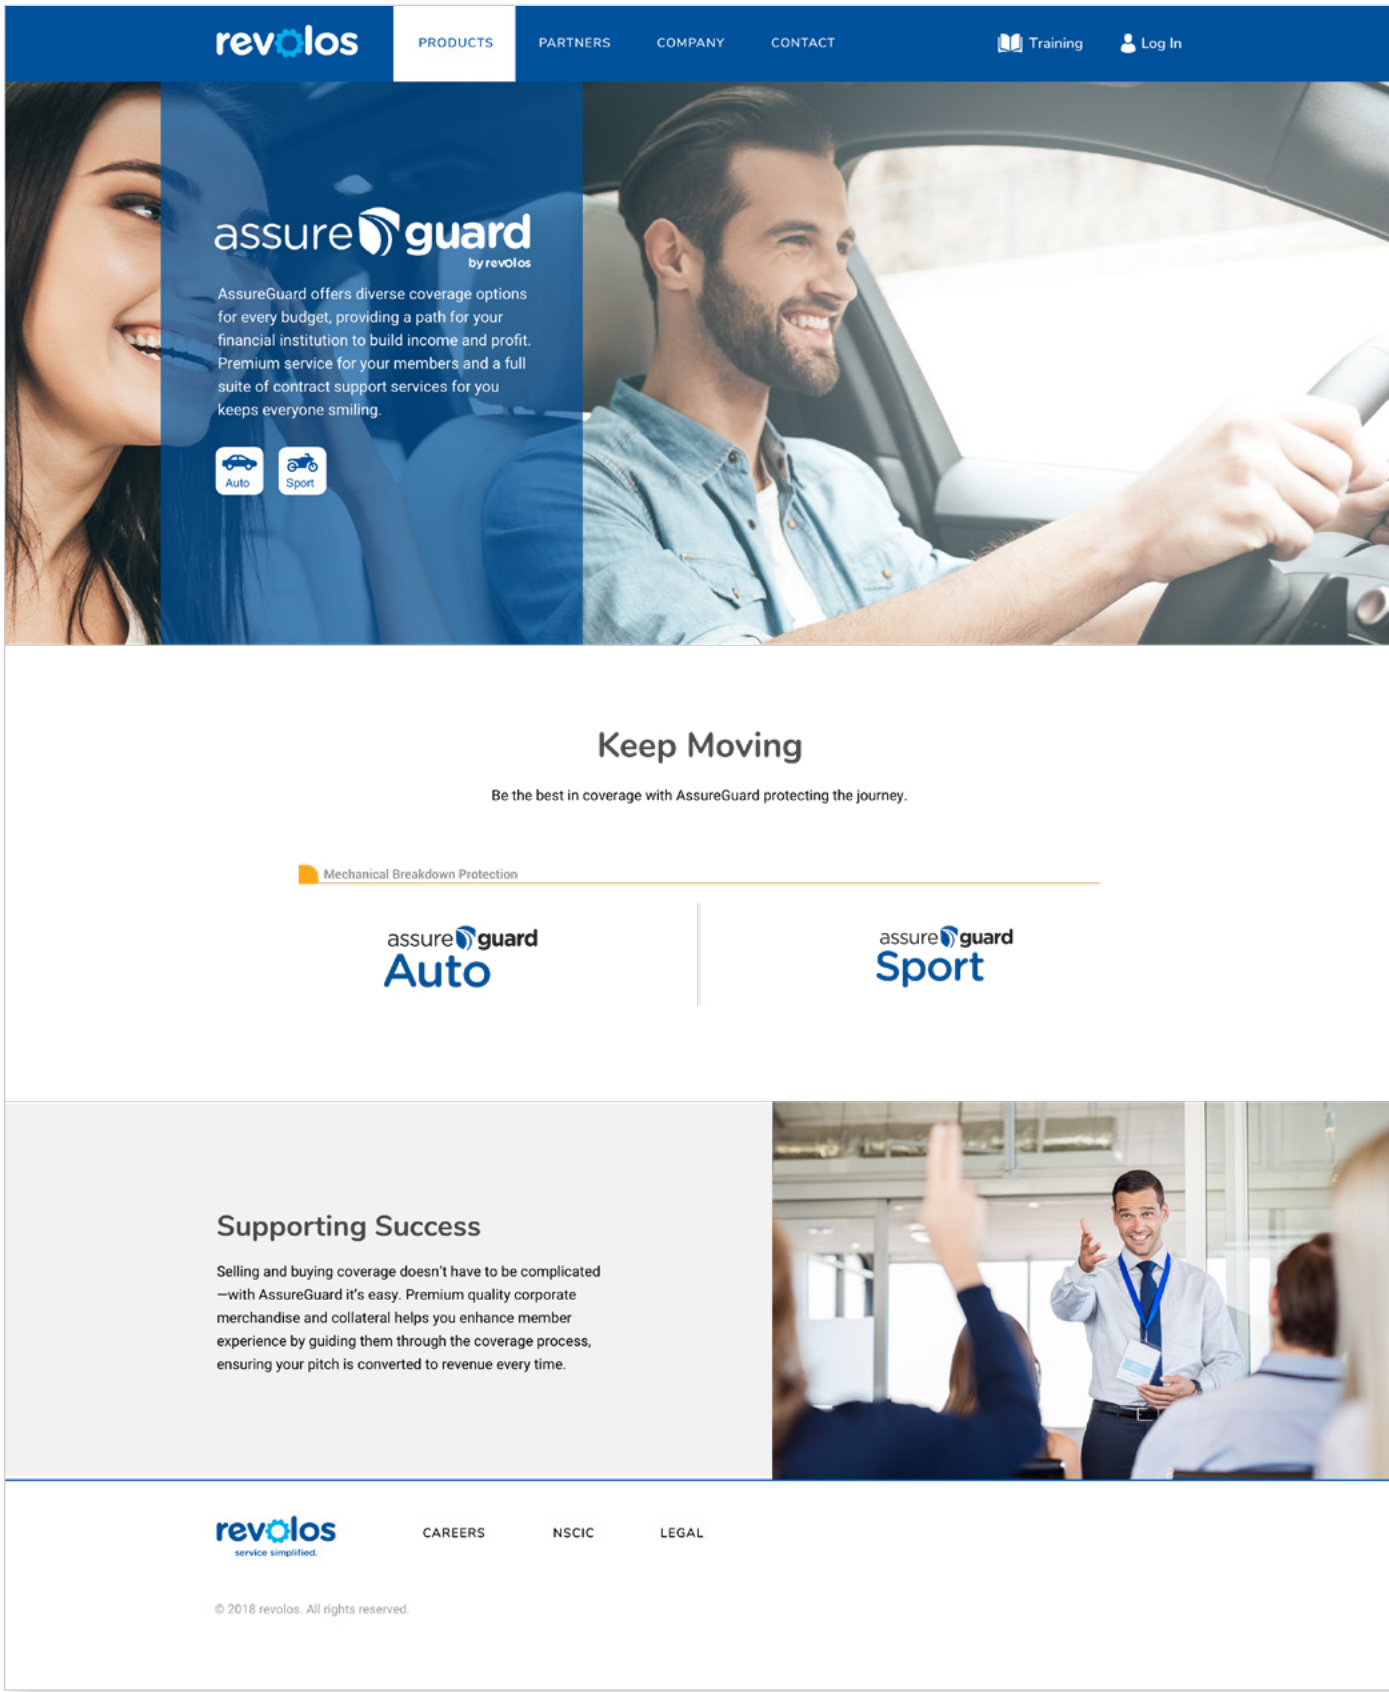 revolos
PRODUCTS
PARTNERS
COMPANY
CONTACT
Training
Log In
assure guard
by revolos
AssureGuard offers diverse coverage options
for every budget, providing a path for your
financial institution to build income and profit.
Premium service for your members and a full
suite of contract support services for you
keeps everyone smiling.
Auto
Sport
Keep Moving
Be the best in coverage with AssureGuard protecting the journey.
Mechanical Breakdown Protection
assure guard
Auto
assure guard
Sport
Supporting Success
Selling and buying coverage doesn't have to be complicated
—with AssureGuard it's easy. Premium quality corporate
merchandise and collateral helps you enhance member
experience by guiding them through the coverage process,
ensuring your pitch is converted to revenue every time.
revolos
service simplified.
CAREERS
NSCIC
LEGAL
© 2018 revolos. All rights reserved.